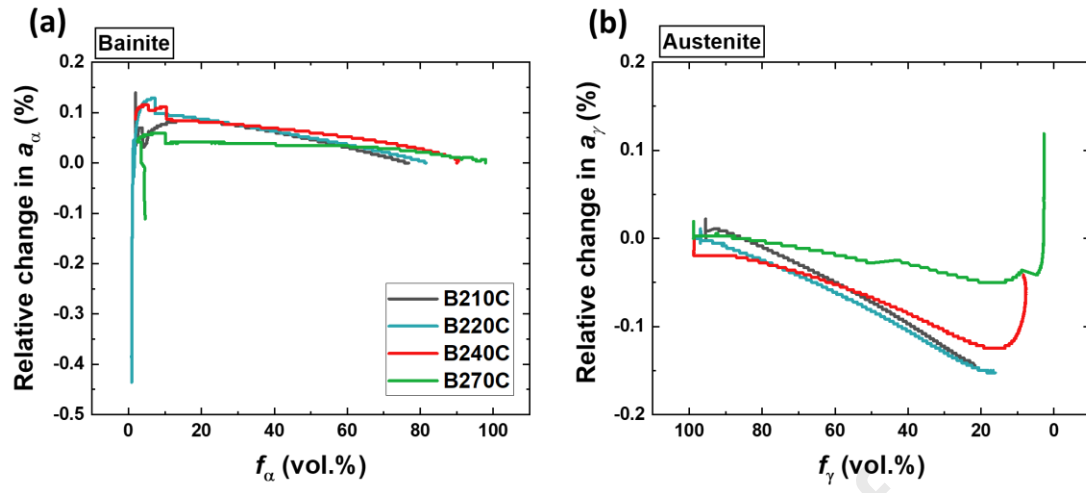 (a)
Bainite
Relative change in aα (%)
0.2
0.1
0.0
-0.1
-0.2
-0.3
-0.4
-0.5
B210C
B220C
B240C
B270C
0 20 40 60 80 100
fα (vol.%)
(b)
Austenite
Relative change in aγ (%)
0.2
0.1
0.0
-0.1
-0.2
100 80 60 40 20 0
fγ (vol.%)